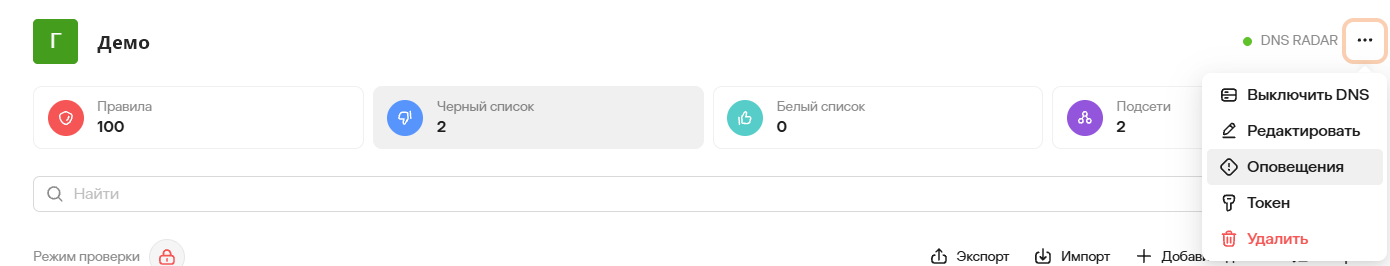 Г
Демо
DNS RADAR
Правила
100
Черный список
2
Белый список
0
Подсети
2
Выключить DNS
Редактировать
Оповещения
Токен
Удалить
Найти
Режим проверки
Экспорт
Импорт